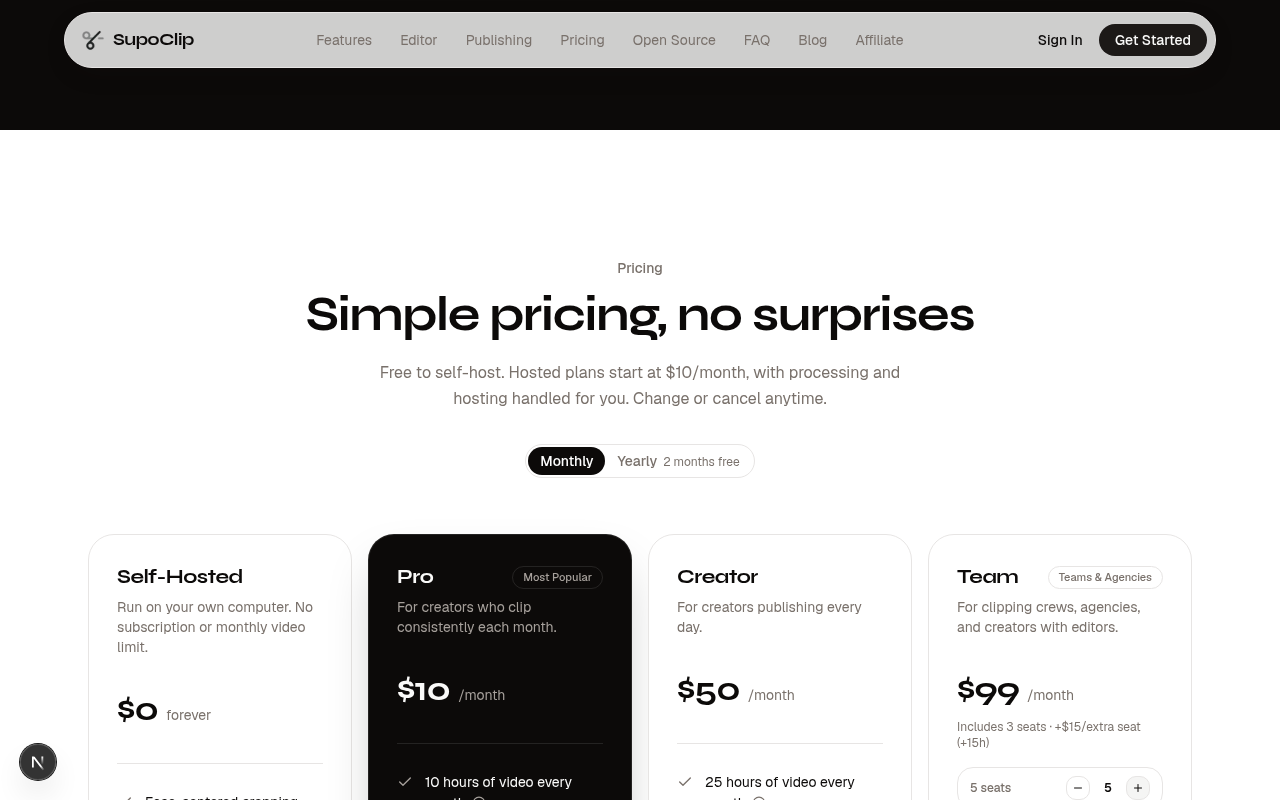 SupoClip
Features
Editor
Publishing
Pricing
Open Source
FAQ
Blog
Affiliate
Sign In
Get Started
Pricing
Simple pricing, no surprises
Free to self-host. Hosted plans start at $10/month, with processing and
hosting handled for you. Change or cancel anytime.
Monthly
Yearly 2 months free
Self-Hosted
Run on your own computer. No
subscription or monthly video
limit.
$0 forever
Pro
Most Popular
For creators who clip
consistently each month.
$10 /month
10 hours of video every
Creator
For creators publishing every
day.
$50 /month
25 hours of video every
Team
Teams & Agencies
For clipping crews, agencies,
and creators with editors.
$99 /month
Includes 3 seats · +$15/extra seat
(+15h)
5 seats
− 5 +
N